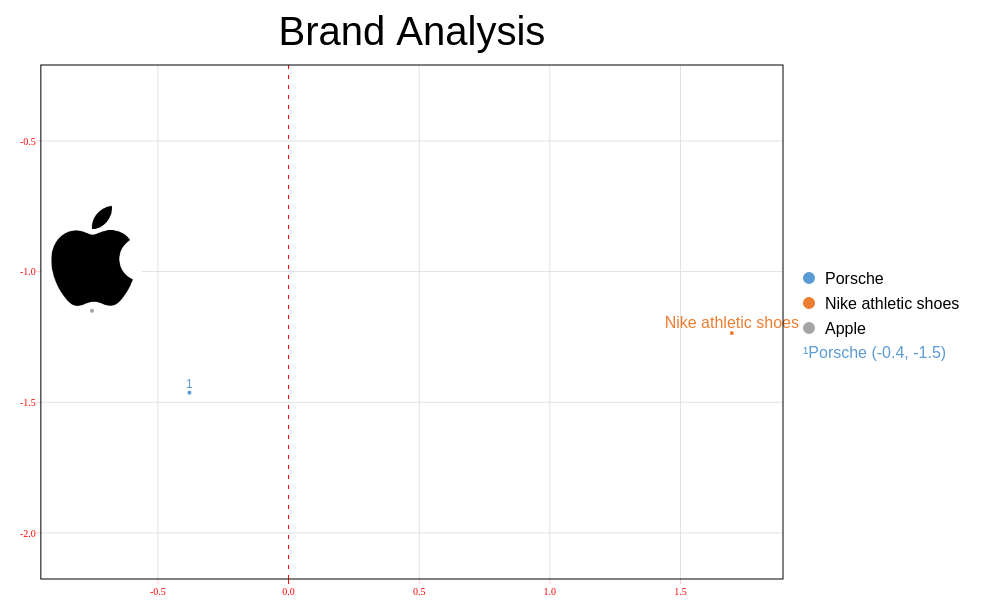 Brand Analysis
-0.5
-1.0
-1.5
-2.0
-0.5
0.0
0.5
1.0
1.5
Nike athletic shoes
1
Porsche
Nike athletic shoes
Apple
¹Porsche (-0.4, -1.5)